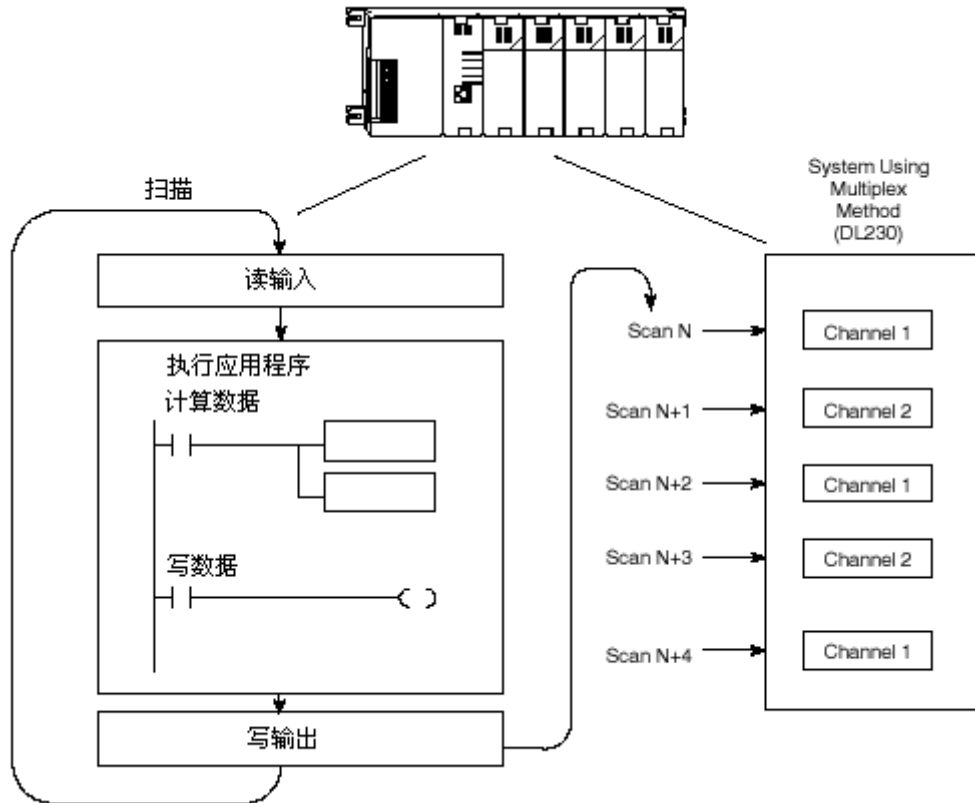 System Using
Multiplex
Method
(DL230)
扫描
读输入
执行应用程序
计算数据
写数据
写输出
Scan N
Channel 1
Scan N+1
Channel 2
Scan N+2
Channel 1
Scan N+3
Channel 2
Scan N+4
Channel 1